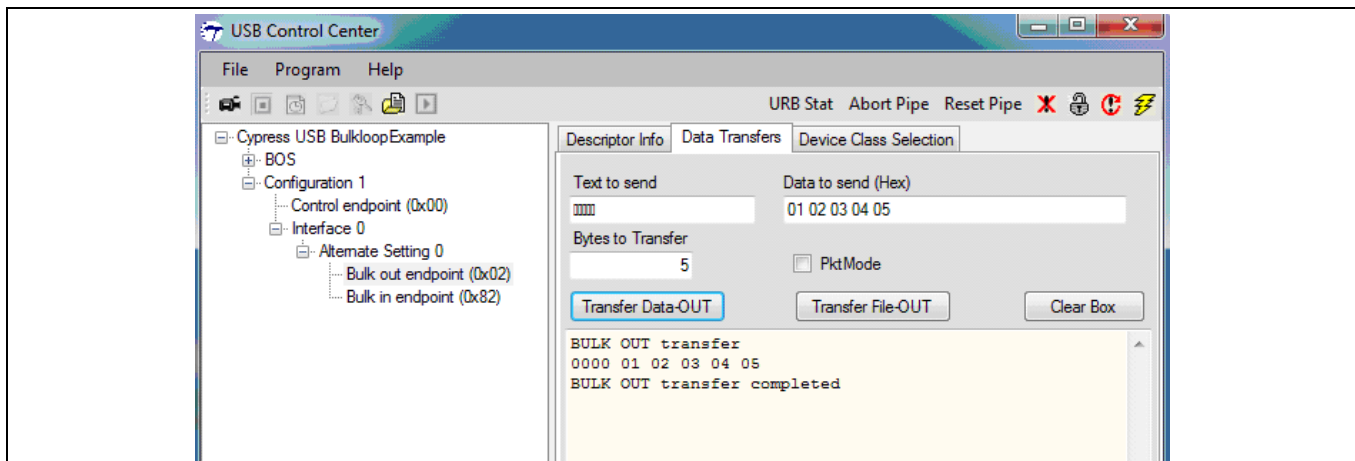 USB Control Center
File Program Help
URB Stat Abort Pipe Reset Pipe
Cypress USB BulkloopExample
BOS
Configuration 1
Control endpoint (0x00)
Interface 0
Alternate Setting 0
Bulk out endpoint (0x02)
Bulk in endpoint (0x82)
Descriptor Info Data Transfers Device Class Selection
Text to send Data to send (Hex)
01 02 03 04 05
Bytes to Transfer
5 PktMode
Transfer Data-OUT Transfer File-OUT Clear Box
BULK OUT transfer
0000 01 02 03 04 05
BULK OUT transfer completed